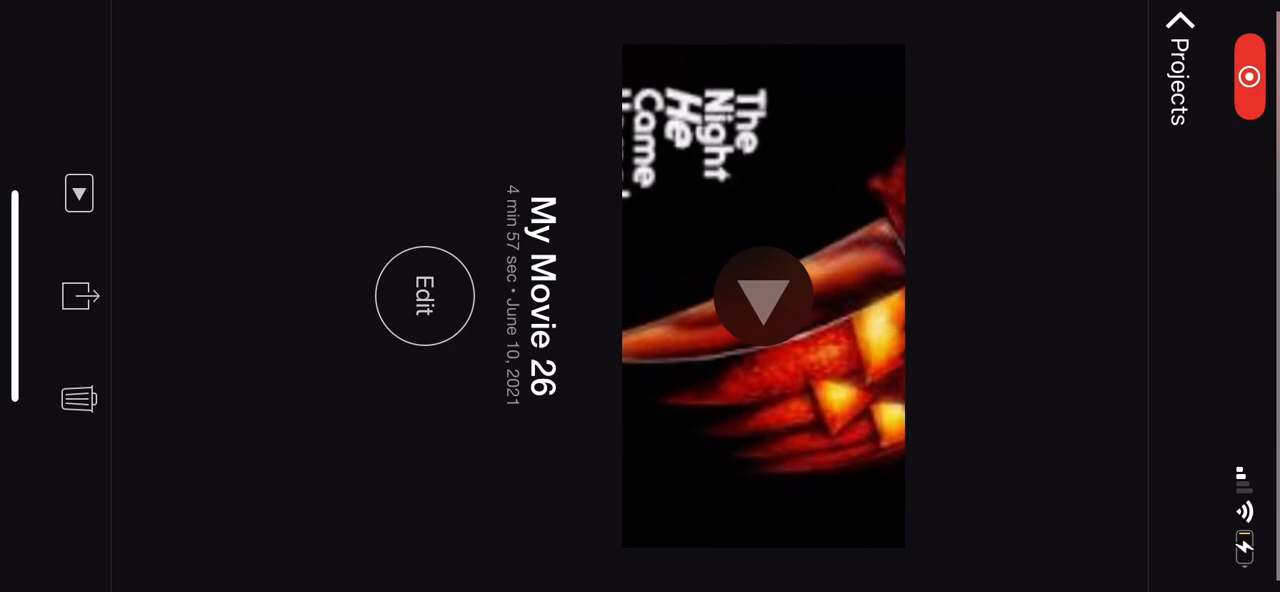 Projects
The
Night
He
Came
My Movie 26
4 min 57 sec • June 10, 2021
Edit